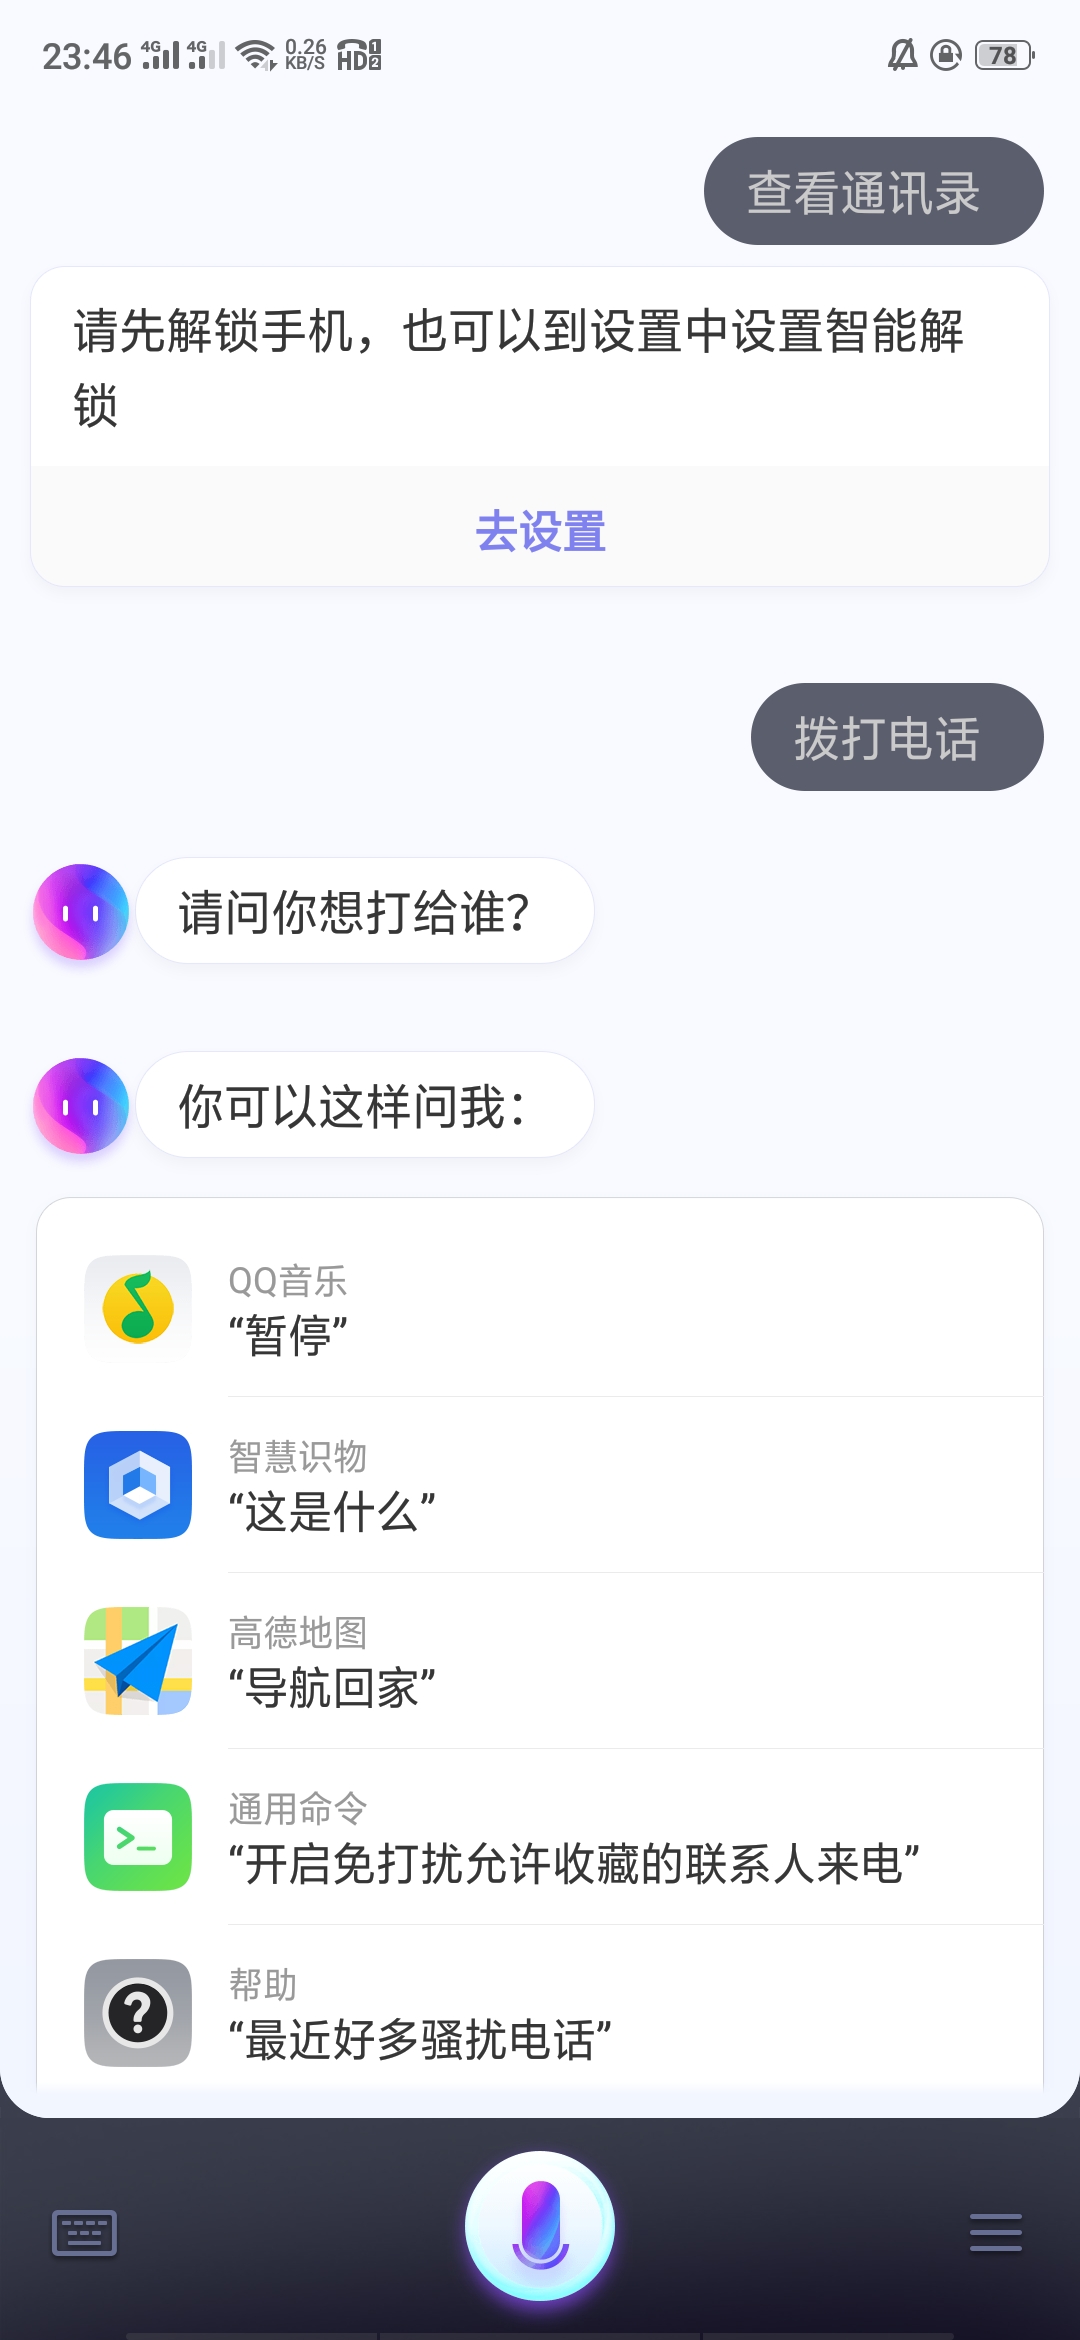 23:46 4G 4G 0.26 KB/S HD 1 2 78
查看通讯录
请先解锁手机，也可以到设置中设置智能解
锁
去设置
拨打电话
请问你想打给谁？
你可以这样问我：
QQ音乐
“暂停”
智慧识物
“这是什么”
高德地图
“导航回家”
通用命令
“开启免打扰允许收藏的联系人来电”
帮助
“最近好多骚扰电话”